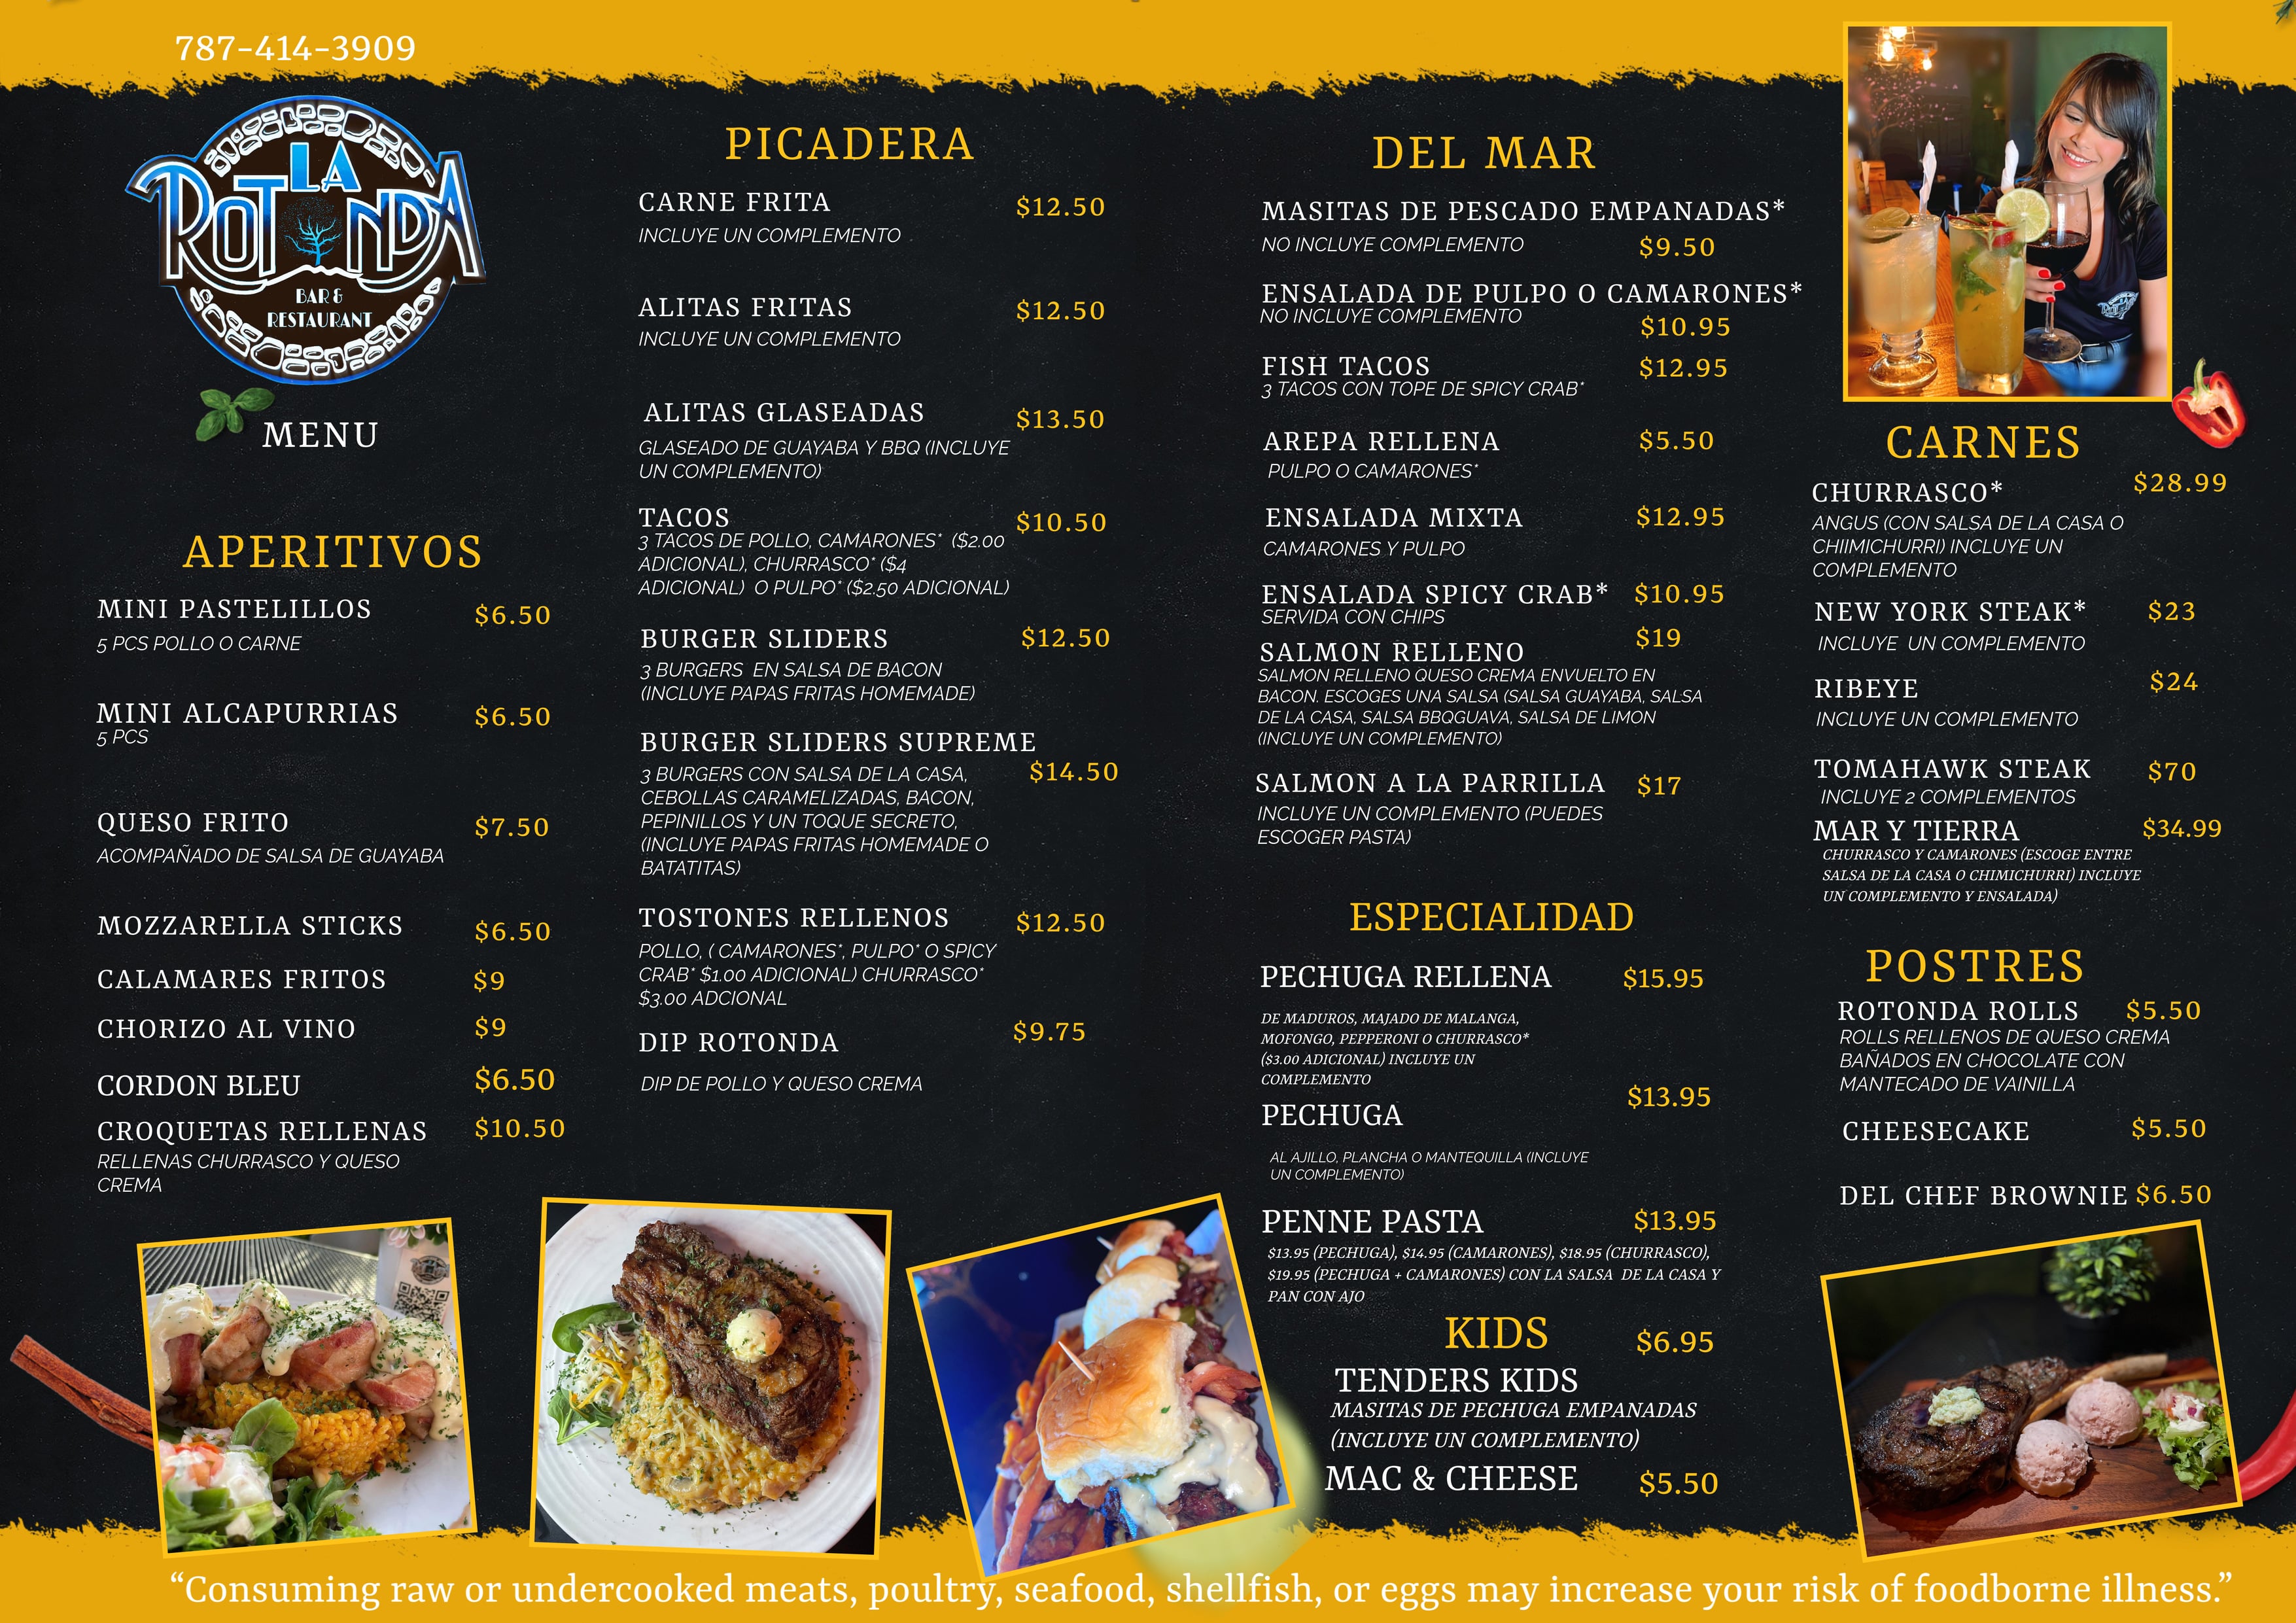 787-414-3909
LA
ROTONDA
BAR &
RESTAURANT
MENU
APERITIVOS
MINI PASTELILLOS $6.50
5 PCS POLLO O CARNE
MINI ALCAPURRIAS $6.50
5 PCS
QUESO FRITO $7.50
ACOMPAÑADO DE SALSA DE GUAYABA
MOZZARELLA STICKS $6.50
CALAMARES FRITOS $9
CHORIZO AL VINO $9
CORDON BLEU $6.50
CROQUETAS RELLENAS $10.50
RELLENAS CHURRASCO Y QUESO
CREMA
PICADERA
CARNE FRITA $12.50
INCLUYE UN COMPLEMENTO
ALITAS FRITAS $12.50
INCLUYE UN COMPLEMENTO
ALITAS GLASEADAS $13.50
GLASEADO DE GUAYABA Y BBQ (INCLUYE
UN COMPLEMENTO)
TACOS $10.50
3 TACOS DE POLLO, CAMARONES* ($2.00
ADICIONAL), CHURRASCO* ($4
ADICIONAL) O PULPO* ($2.50 ADICIONAL)
BURGER SLIDERS $12.50
3 BURGERS EN SALSA DE BACON
(INCLUYE PAPAS FRITAS HOMEMADE)
BURGER SLIDERS SUPREME
$14.50
3 BURGERS CON SALSA DE LA CASA,
CEBOLLAS CARAMELIZADAS, BACON,
PEPINILLOS Y UN TOQUE SECRETO,
(INCLUYE PAPAS FRITAS HOMEMADE O
BATATITAS)
TOSTONES RELLENOS $12.50
POLLO, ( CAMARONES*, PULPO* O SPICY
CRAB* $1.00 ADICIONAL) CHURRASCO*
$3.00 ADCIONAL
DIP ROTONDA $9.75
DIP DE POLLO Y QUESO CREMA
DEL MAR
MASITAS DE PESCADO EMPANADAS*
NO INCLUYE COMPLEMENTO $9.50
ENSALADA DE PULPO O CAMARONES*
NO INCLUYE COMPLEMENTO
$10.95
FISH TACOS $12.95
3 TACOS CON TOPE DE SPICY CRAB*
AREPA RELLENA $5.50
PULPO O CAMARONES*
ENSALADA MIXTA $12.95
CAMARONES Y PULPO
ENSALADA SPICY CRAB* $10.95
SERVIDA CON CHIPS
SALMON RELLENO $19
SALMON RELLENO QUESO CREMA ENVUELTO EN
BACON. ESCOGES UNA SALSA (SALSA GUAYABA, SALSA
DE LA CASA, SALSA BBQGUAVA, SALSA DE LIMON
(INCLUYE UN COMPLEMENTO)
SALMON A LA PARRILLA $17
INCLUYE UN COMPLEMENTO (PUEDES
ESCOGER PASTA)
ESPECIALIDAD
PECHUGA RELLENA $15.95
DE MADUROS, MAJADO DE MALANGA,
MOFONGO, PEPPERONI O CHURRASCO*
($3.00 ADICIONAL) INCLUYE UN
COMPLEMENTO
PECHUGA $13.95
AL AJILLO, PLANCHA O MANTEQUILLA (INCLUYE
UN COMPLEMENTO)
PENNE PASTA $13.95
$13.95 (PECHUGA), $14.95 (CAMARONES), $18.95 (CHURRASCO),
$19.95 (PECHUGA + CAMARONES) CON LA SALSA DE LA CASA Y
PAN CON AJO
KIDS $6.95
TENDERS KIDS
MASITAS DE PECHUGA EMPANADAS
(INCLUYE UN COMPLEMENTO)
MAC & CHEESE $5.50
CARNES
CHURRASCO* $28.99
ANGUS (CON SALSA DE LA CASA O
CHIIMICHURRI) INCLUYE UN
COMPLEMENTO
NEW YORK STEAK* $23
INCLUYE UN COMPLEMENTO
RIBEYE $24
INCLUYE UN COMPLEMENTO
TOMAHAWK STEAK $70
INCLUYE 2 COMPLEMENTOS
MAR Y TIERRA $34.99
CHURRASCO Y CAMARONES (ESCOGE ENTRE
SALSA DE LA CASA O CHIMICHURRI) INCLUYE
UN COMPLEMENTO Y ENSALADA)
POSTRES
ROTONDA ROLLS $5.50
ROLLS RELLENOS DE QUESO CREMA
BAÑADOS EN CHOCOLATE CON
MANTECADO DE VAINILLA
CHEESECAKE $5.50
DEL CHEF BROWNIE $6.50
“Consuming raw or undercooked meats, poultry, seafood, shellfish, or eggs may increase your risk of foodborne illness.”